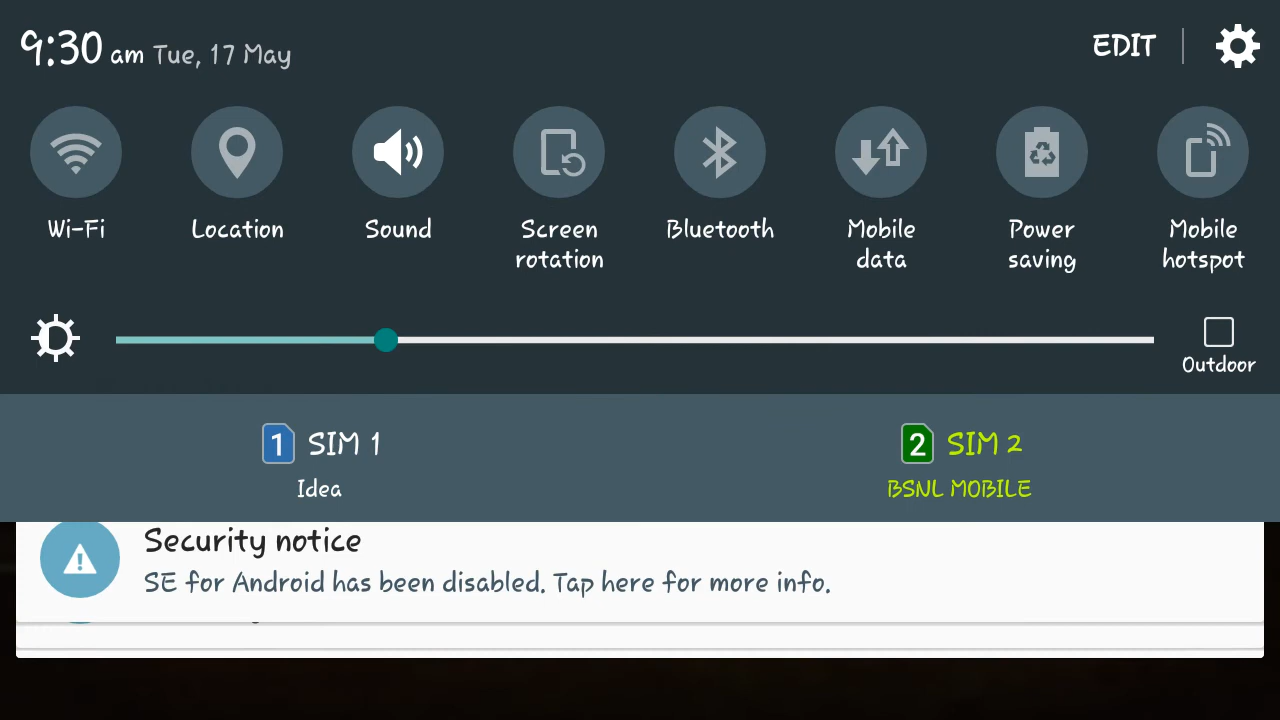 9:30 am Tue, 17 May
EDIT
Wi-Fi
Location
Sound
Screen
rotation
Bluetooth
Mobile
data
Power
saving
Mobile
hotspot
Outdoor
1 SIM 1
Idea
2 SIM 2
BSNL MOBILE
Security notice
SE for Android has been disabled. Tap here for more info.